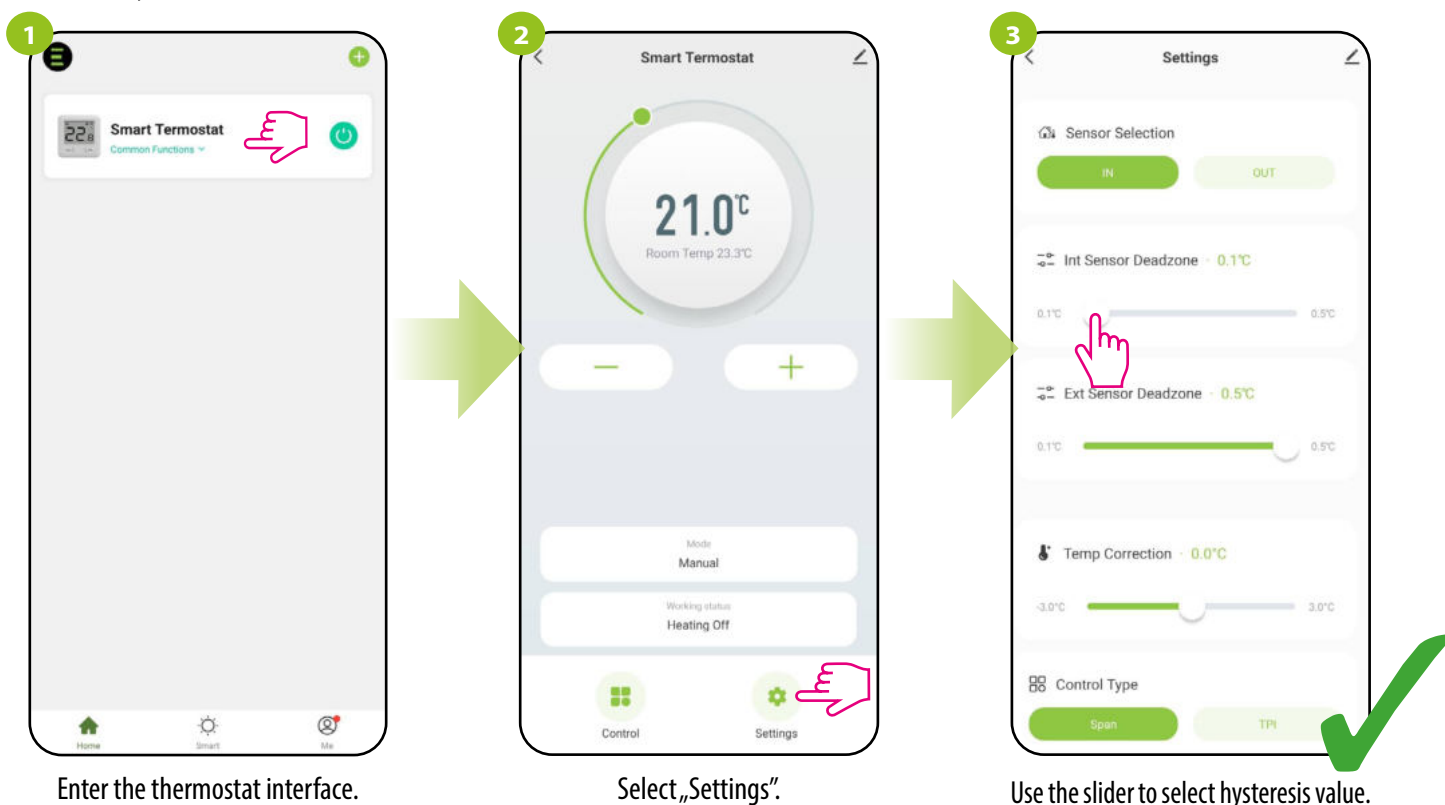 1
Smart Termostat
Common Functions
Home
Smart
Me
Enter the thermostat interface.
2
Smart Termostat
21.0℃
Room Temp 23.3℃
Mode
Manual
Working status
Heating Off
Control
Settings
Select „Settings”.
3
Settings
Sensor Selection
IN
OUT
Int Sensor Deadzone · 0.1℃
0.1℃
0.5℃
Ext Sensor Deadzone · 0.5℃
0.1℃
0.5℃
Temp Correction · 0.0°C
-3.0°C
3.0°C
Control Type
Span
TPI
Use the slider to select hysteresis value.